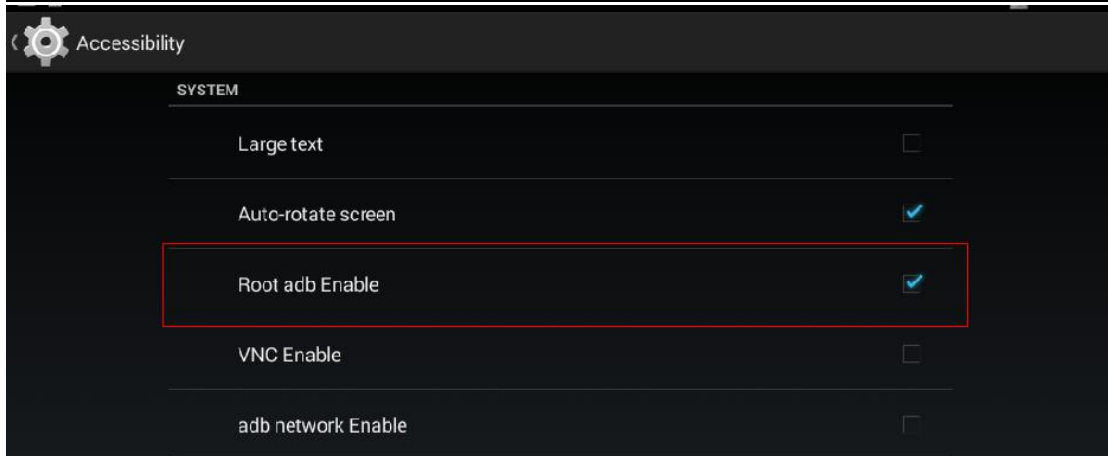 Accessibility
SYSTEM
Large text
Auto-rotate screen
Root adb Enable
VNC Enable
adb network Enable